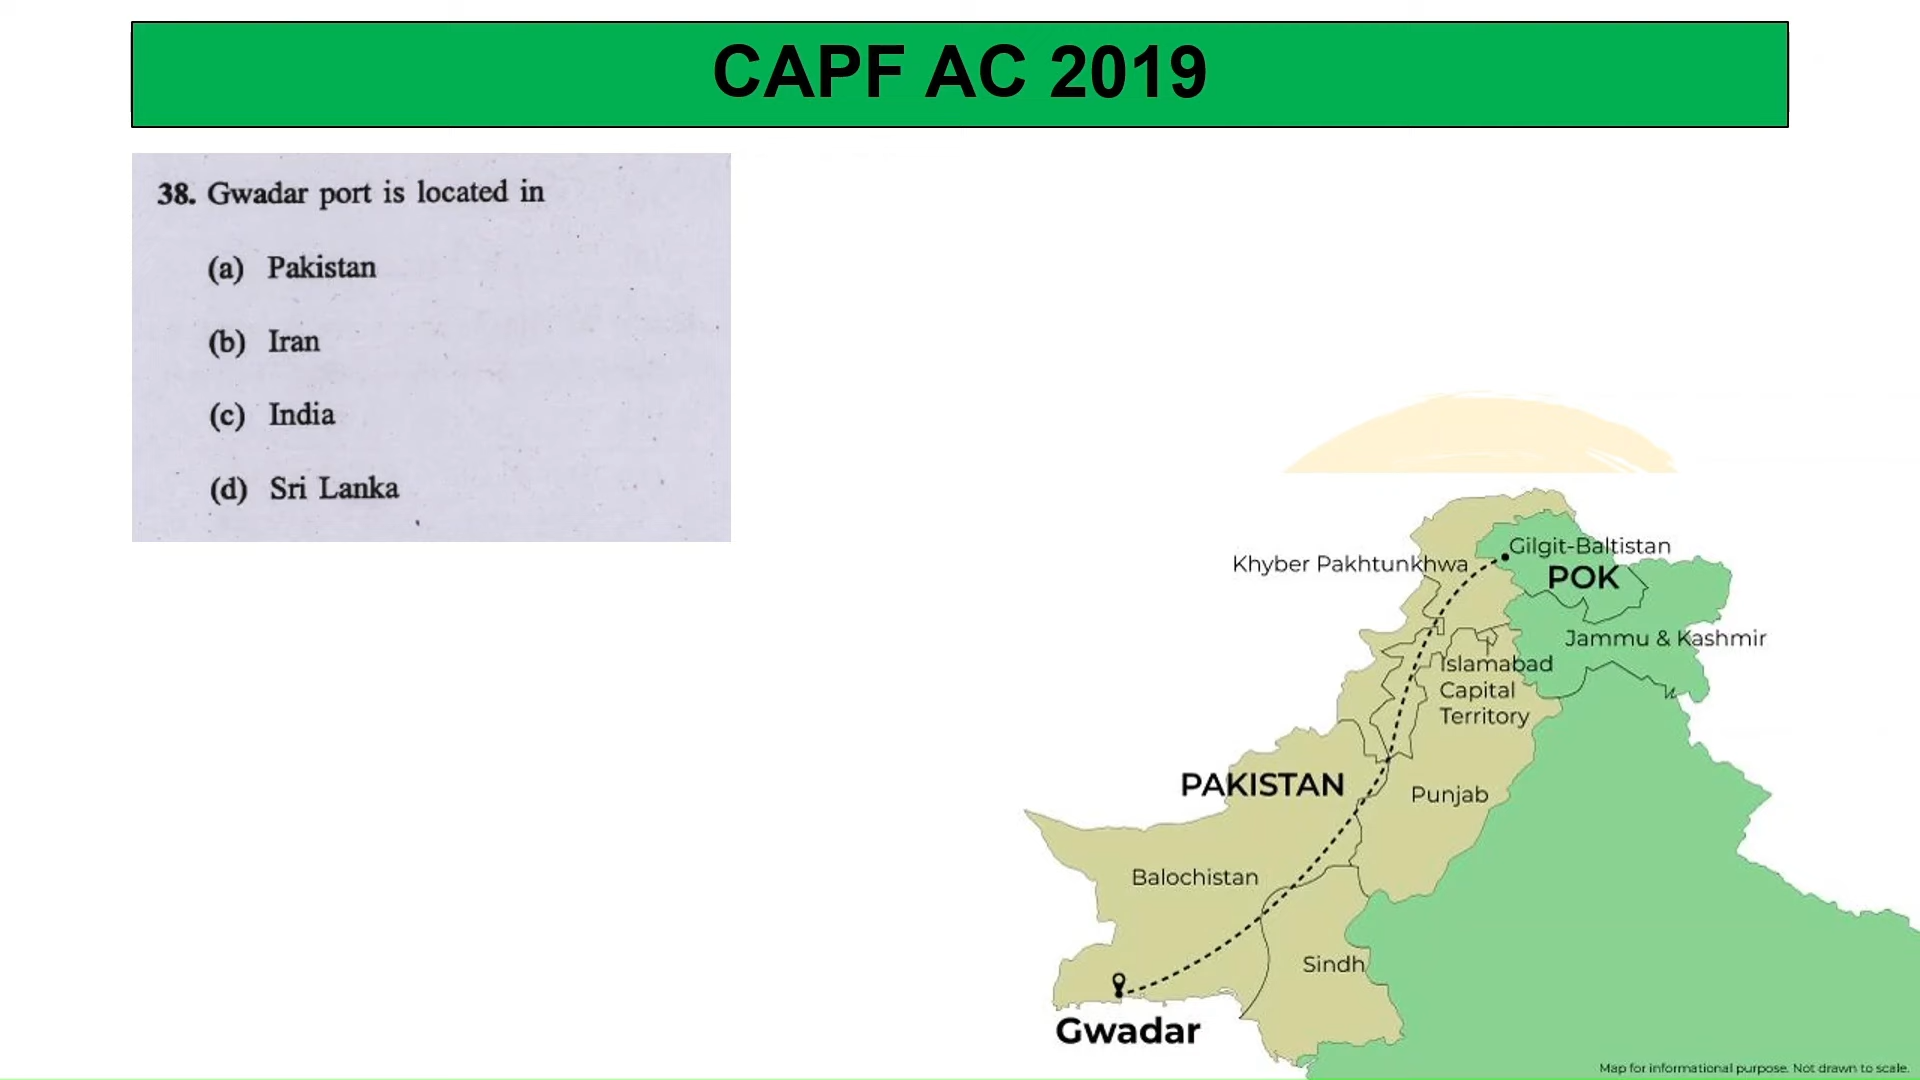 CAPF AC 2019
38. Gwadar port is located in
(a) Pakistan
(b) Iran
(c) India
(d) Sri Lanka
Gilgit-Baltistan
Khyber Pakhtunkhwa
POK
Jammu & Kashmir
Islamabad
Capital
Territory
PAKISTAN
Punjab
Balochistan
Sindh
Gwadar
Map for informational purpose. Not drawn to scale.